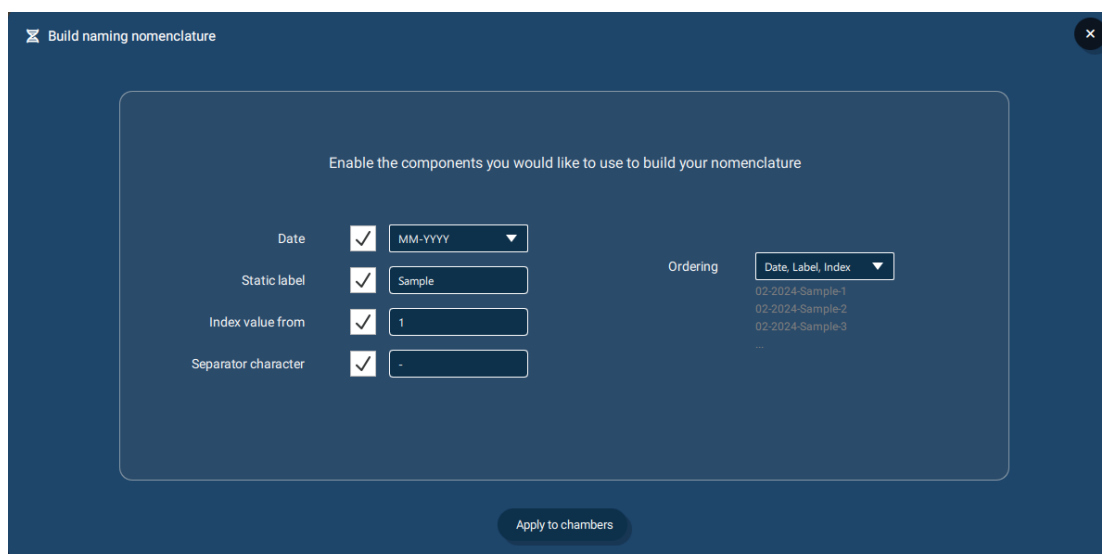 Build naming nomenclature
Enable the components you would like to use to build your nomenclature
Date
MM-YYYY
Static label
Sample
Index value from
1
Separator character
-
Ordering
Date, Label, Index
02-2024-Sample-1
02-2024-Sample-2
02-2024-Sample-3
...
Apply to chambers